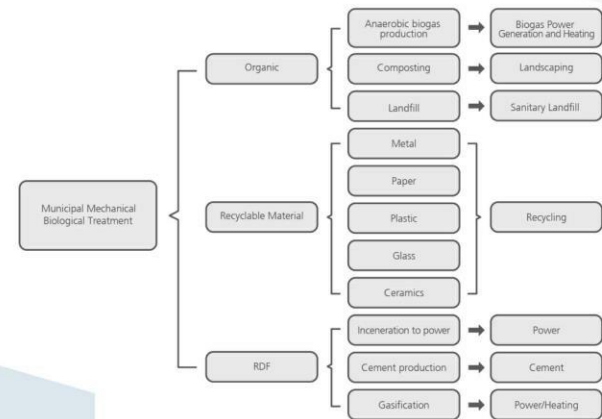 Anaerobic biogas
production
Biogas Power
Generation and Heating
Organic
Composting
Landscaping
Landfill
Sanitary Landfill
Metal
Paper
Municipal Mechanical
Biological Treatment
Recyclable Material
Plastic
Recycling
Glass
Ceramics
Inceneration to power
Power
RDF
Cement production
Cement
Gasification
Power/Heating